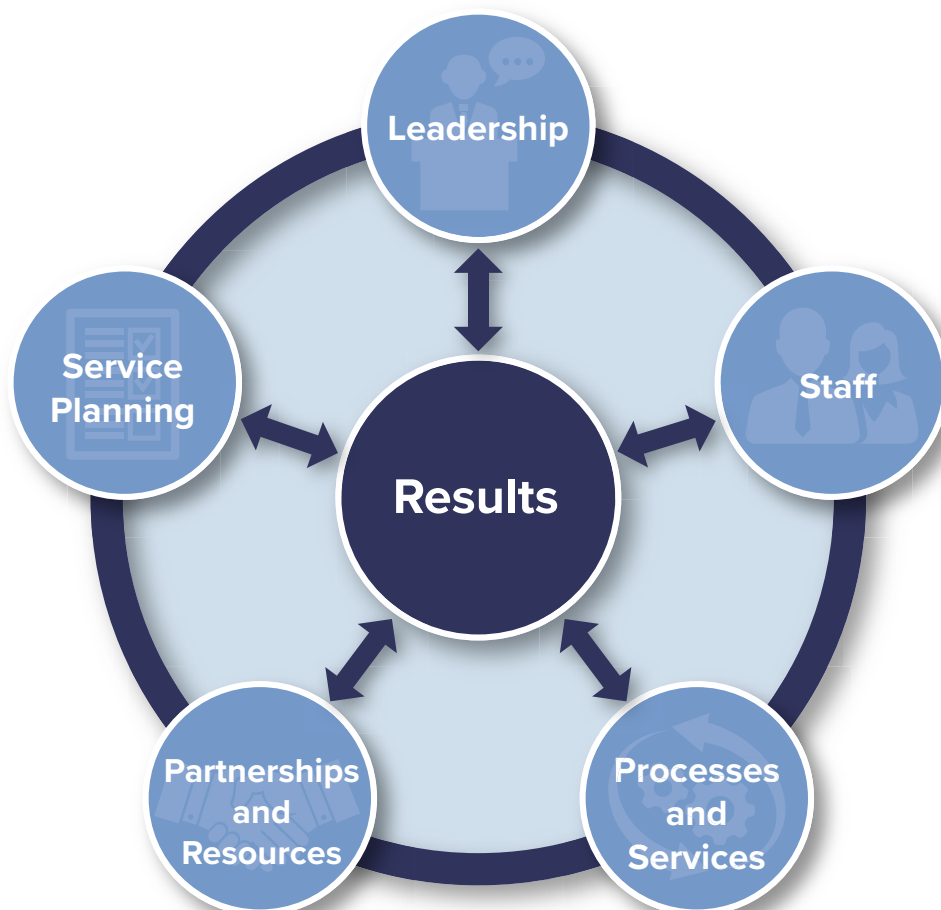 Leadership
Service
Planning
Staff
Results
Partnerships
and
Resources
Processes
and
Services